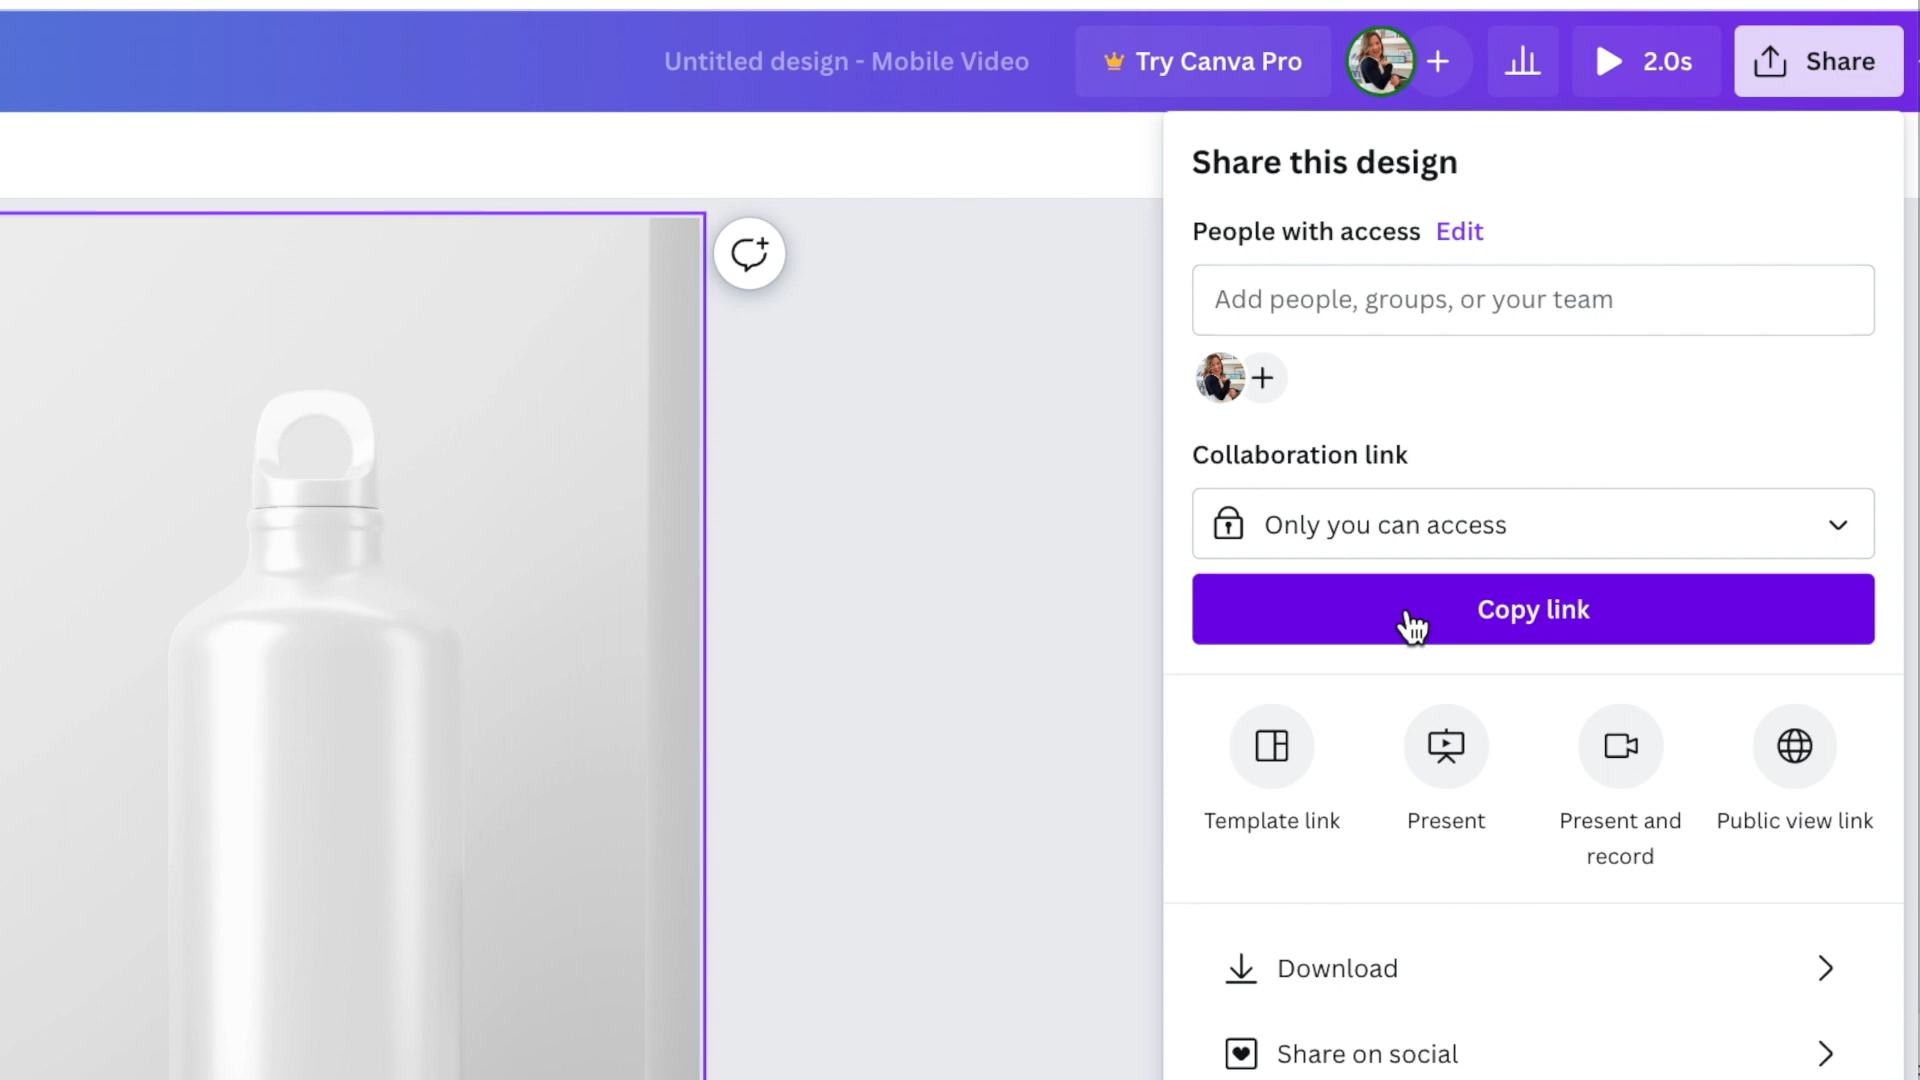 Untitled design - Mobile Video
Try Canva Pro
2.0s
Share
Share this design
People with access Edit
Add people, groups, or your team
Collaboration link
Only you can access
Copy link
Template link
Present
Present and
record
Public view link
Download
Share on social